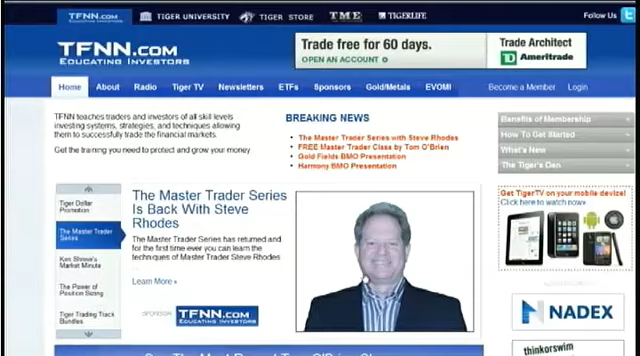 TFNN
TIGER UNIVERSITY
TIGER STORE
TME
TIGERLIFE
Follow Us
TFNN.COM
EDUCATING INVESTORS
Trade free for 60 days.
OPEN AN ACCOUNT
Trade Architect
TD Ameritrade
Home About Radio Tiger TV Newsletters ETFs Sponsors Gold/Metals EVOMI Become a Member Login
TFNN teaches traders and investors of all skill levels
investing systems, strategies, and techniques allowing
them to successfully trade the financial markets.
Get the training you need to protect and grow your money
BREAKING NEWS
The Master Trader Series with Steve Rhodes
FREE Master Trader Class by Tom O'Brien
Gold Fields BMO Presentation
Harmony BMO Presentation
Benefits of Membership
How To Get Started
What's New
The Tiger's Den
Tiger Dollar
Promotion
The Master Trader
Series
Ken Shreve's
Market Minute
The Power of
Position Sizing
Tiger Trading Track
Bundles
The Master Trader Series
Is Back With Steve
Rhodes
The Master Trader Series has returned and
for the first time ever you can learn the
techniques of Master Trader Steve Rhodes
Learn More »
SPONSOR
TFNN.COM
EDUCATING INVESTORS
Get TigerTV on your mobile device!
Click here to watch now»
NADEX
thinkorswim